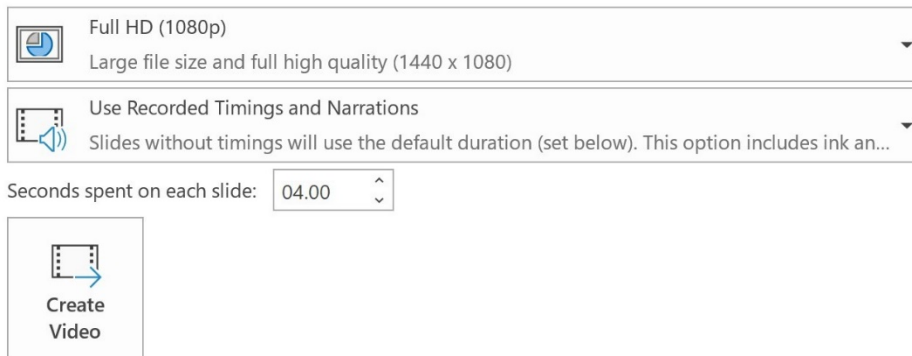 Full HD (1080p)
Large file size and full high quality (1440 x 1080)
Use Recorded Timings and Narrations
Slides without timings will use the default duration (set below). This option includes ink an...
Seconds spent on each slide: 04.00
Create
Video